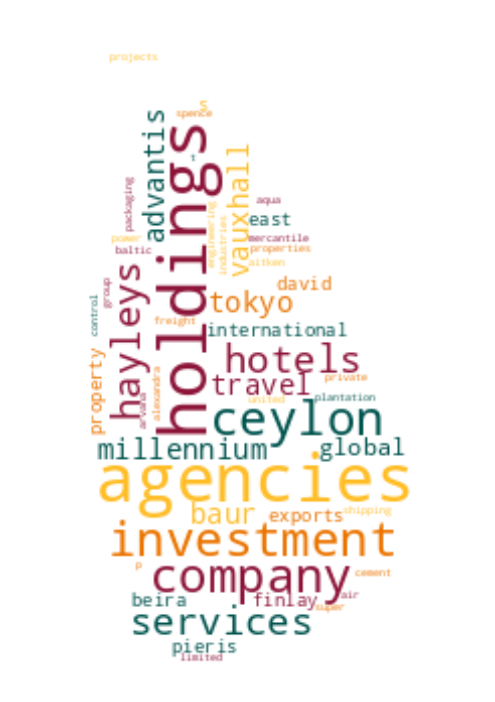 projects
s
spence
advantis
holdings
t
vauxhall
packaging
aqua
east
engineering
industries
power
mercantile
baltic
properties
aitken
hayleys
group
david
control
tokyo
freight
international
property
hotels
alexandra
travel
private
arvana
united
plantation
ceylon
millennium
global
agencies
baur
exports
shipping
investment
p
company
cement
beira
finlay
air
super
services
pieris
limited